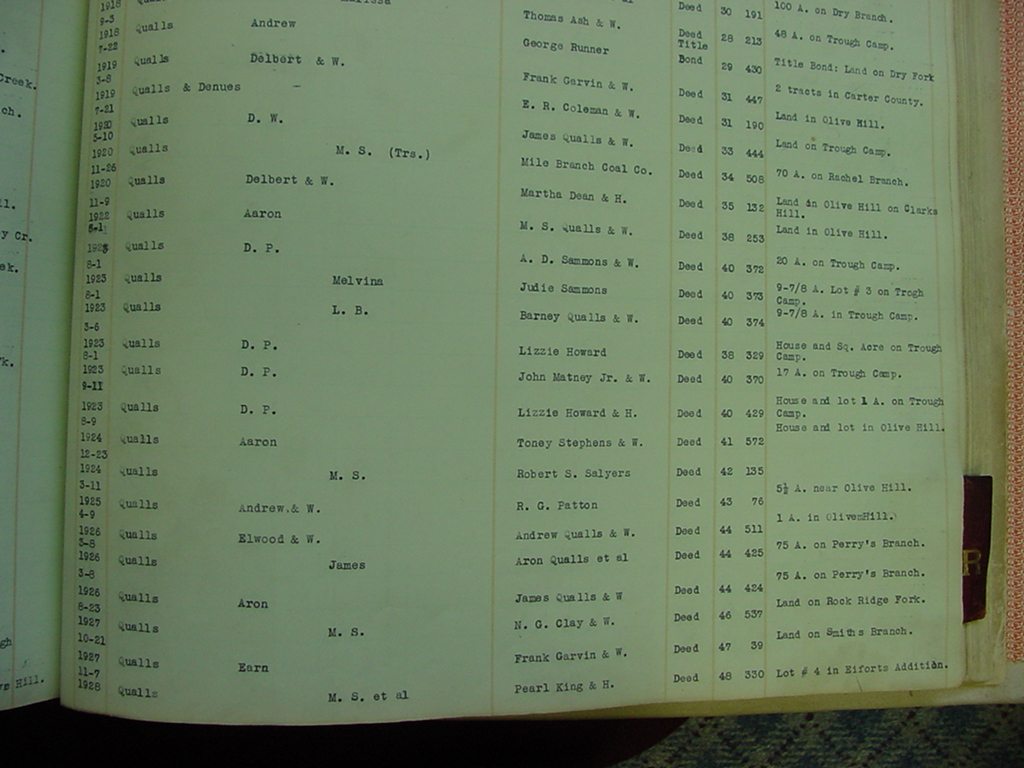 1918
9-3 Qualls Andrew Thomas Ash & W. Deed 30 191 100 A. on Dry Branch.
1918
7-22 Qualls Delbert & W. George Runner Deed Title Bond 28 213 48 A. on Trough Camp.
1919
3-8 Qualls & Denues - Frank Garvin & W. 29 430 Title Bond: Land on Dry Fork
1919
7-21 Qualls D. W. E. R. Coleman & W. Deed 31 447 2 tracts in Carter County.
1920
5-10 Qualls M. S. (Trs.) James Qualls & W. Deed 31 190 Land in Olive Hill.
1920
11-26 Qualls Delbert & W. Mile Branch Coal Co. Deed 33 444 Land on Trough Camp.
1920
11-9 Qualls Aaron Martha Dean & H. Deed 34 508 70 A. on Rachel Branch.
1922 Qualls D. P. M. S. Qualls & W. Deed 35 132 Land in Olive Hill on Clarks Hill.
8-1 Qualls Melvina A. D. Sammons & W. Deed 38 253 Land in Olive Hill.
1923
8-1 Qualls L. B. Judie Sammons Deed 40 372 20 A. on Trough Camp.
1923 Barney Qualls & W. Deed 40 373 9-7/8 A. Lot # 3 on Trogh Camp.
3-6 Deed 40 374 9-7/8 A. in Trough Camp.
1923 Qualls D. P. Lizzie Howard Deed 38 329 House and Sq. Acre on Trough Camp.
8-1
1923 Qualls D. P. John Matney Jr. & W. Deed 40 370 17 A. on Trough Camp.
9-11
1923 Qualls D. P. Lizzie Howard & H. Deed 40 429 House and lot 1 A. on Trough Camp.
8-9
1924 Qualls Aaron Toney Stephens & W. Deed 41 572 House and lot in Olive Hill.
12-23
1924 Qualls M. S. Robert S. Salyers Deed 42 135
3-11
1925 Qualls Andrew,& W. R. G. Patton Deed 43 76 5½ A. near Olive Hill.
4-9
1926 Qualls Elwood & W. Andrew Qualls & W. Deed 44 511 1 A. in OlivemHill.
3-8
1926 Qualls James Aron Qualls et al Deed 44 425 75 A. on Perry's Branch.
3-8
1926 Qualls Aron James Qualls & W Deed 44 424 75 A. on Perry's Branch.
8-23
1927 Qualls M. S. N. G. Clay & W. Deed 46 537 Land on Rock Ridge Fork.
10-21
1927 Qualls Earn Frank Garvin & W. Deed 47 39 Land on Smiths Branch.
11-7
1928 Qualls M. S. et al Pearl King & H. Deed 48 330 Lot # 4 in Eiforts Addition.
Creek.
ch.
y Cr.
ek.
Hill.
R